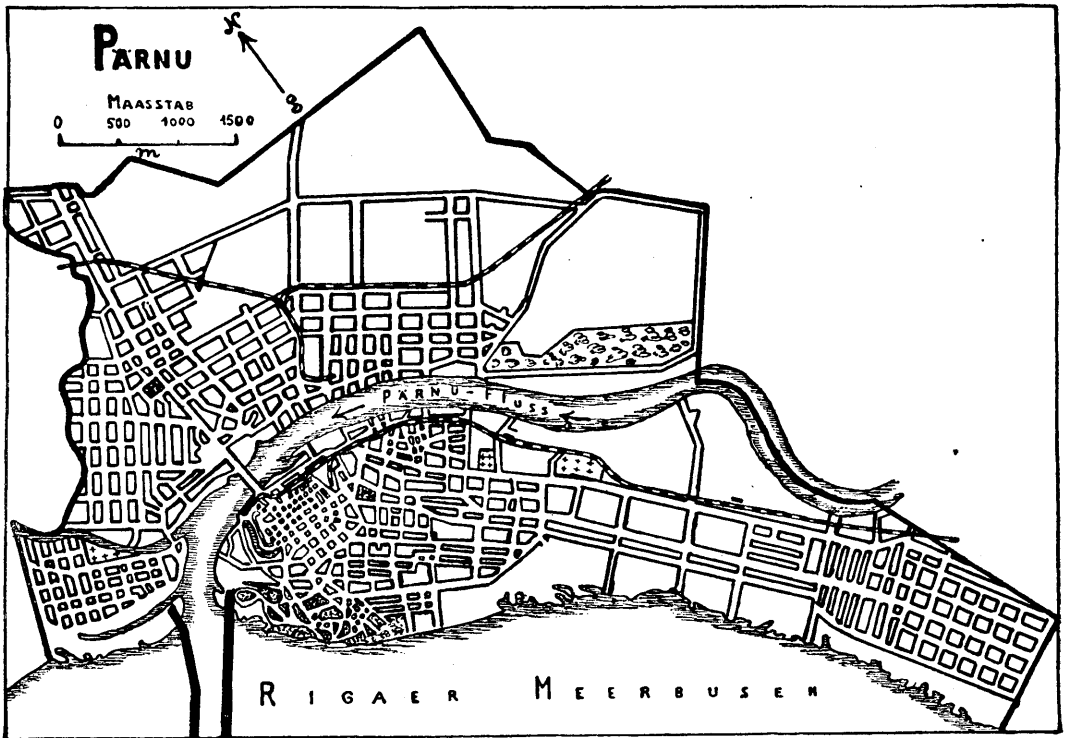 PÄRNU
N
MAASSTAB
0 500 1000 1500
m
PÄRNU-FLUSS
RIGAER MEERBUSEN